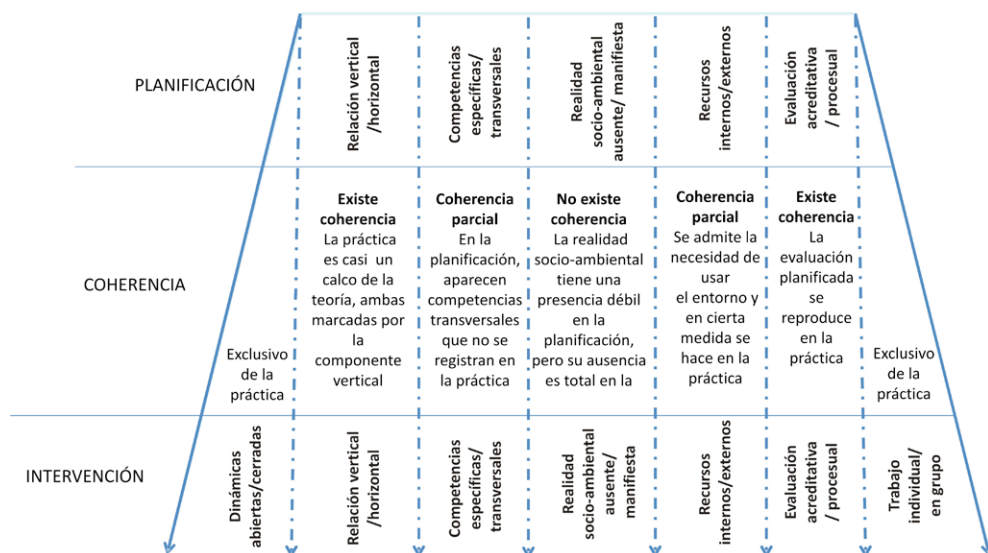 PLANIFICACIÓN
Relación vertical
/horizontal
Competencias
específicas/
transversales
Realidad
socio-ambiental
ausente/ manifiesta
Recursos
internos/externos
Evaluación
acreditativa
/ procesual
COHERENCIA
Exclusivo
de la
práctica
Existe
coherencia
La práctica
es casi un
calco de la
teoría, ambas
marcadas por
la
componente
vertical
Coherencia
parcial
En la
planificación,
aparecen
competencias
transversales
que no se
registran en
la práctica
No existe
coherencia
La realidad
socio-ambiental
tiene una
presencia débil
en la
planificación,
pero su ausencia
es total en la
Coherencia
parcial
Se admite la
necesidad de
usar
el entorno y
en cierta
medida se
hace en la
práctica
Existe
coherencia
La
evaluación
planificada
se
reproduce
en la
práctica
Exclusivo
de la
práctica
INTERVENCIÓN
Dinámicas
abiertas/cerradas
Relación vertical
/horizontal
Competencias
específicas/
transversales
Realidad
socio-ambiental
ausente/
manifiesta
Recursos
internos/externos
Evaluación
acreditativa
/ procesual
Trabajo
individual/
en grupo